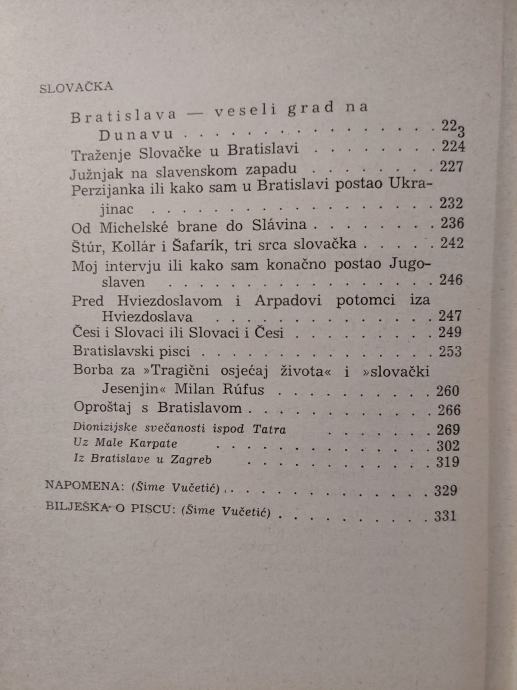 SLOVAČKA
Bratislava — veseli grad na
Dunavu . . . . . . . . . . . . . . . . 223
Traženje Slovačke u Bratislavi . . . . . . . . 224
Južnjak na slavenskom zapadu . . . . . . . . 227
Perzijanka ili kako sam u Bratislavi postao Ukra-
jinac . . . . . . . . . . . . . . . . . 232
Od Michelské brane do Slávina . . . . . . . . 236
Štúr, Kollár i Šafarík, tri srca slovačka . . . . . 242
Moj intervju ili kako sam konačno postao Jugo-
slaven . . . . . . . . . . . . . . . . 246
Pred Hviezdoslavom i Arpadovi potomci iza
Hviezdoslava . . . . . . . . . . . . . 247
Česi i Slovaci ili Slovaci i Česi . . . . . . . . . 249
Bratislavski pisci . . . . . . . . . . . . . . 253
Borba za »Tragični osjećaj života« i »slovački
Jesenjin« Milan Rúfus . . . . . . . . . . 260
Oproštaj s Bratislavom . . . . . . . . . . . 266
Dionizijske svečanosti ispod Tatra . . . . . . . 269
Uz Male Karpate . . . . . . . . . . . . . 302
Iz Bratislave u Zagreb . . . . . . . . . . . 319
NAPOMENA: (Šime Vučetić) . . . . . . . . . . . 329
BILJEŠKA O PISCU: (Šime Vučetić) . . . . . . . . . 331